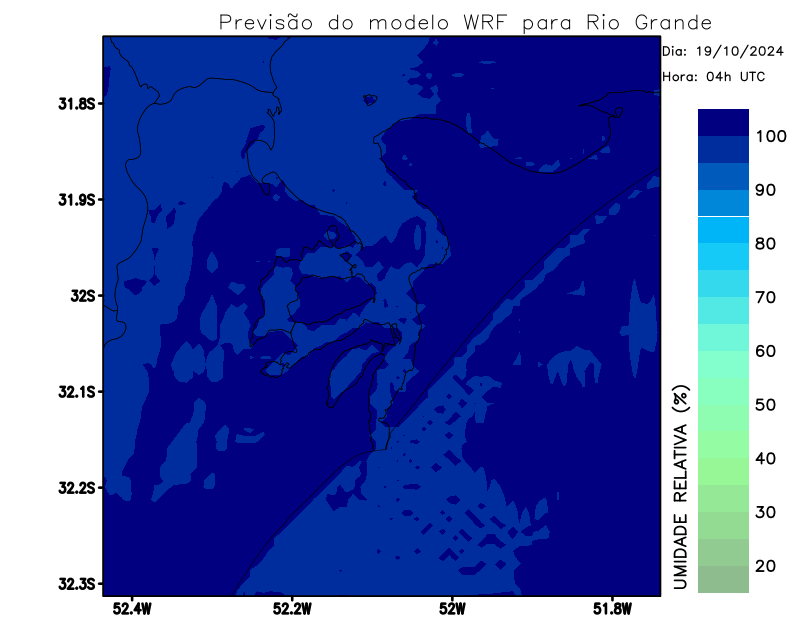 Previsão do modelo WRF para Rio Grande
Dia: 19/10/2024
Hora: 04h UTC
31.8S
31.9S
32S
32.1S
32.2S
32.3S
52.4W
52.2W
52W
51.8W
100
90
80
70
60
50
40
30
20
UMIDADE RELATIVA (%)